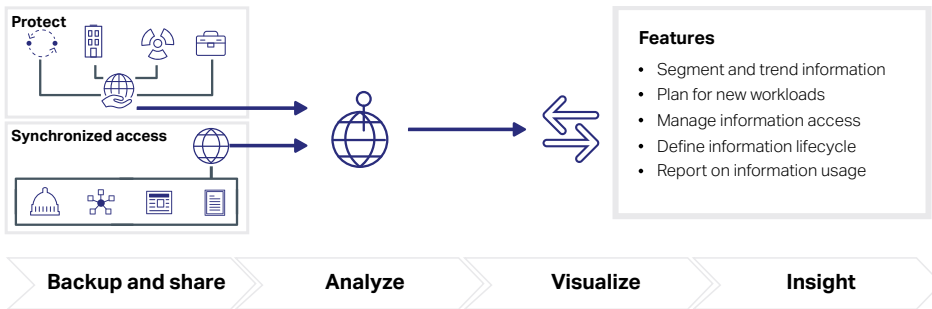 Protect
Synchronized access
Features
• Segment and trend information
• Plan for new workloads
• Manage information access
• Define information lifecycle
• Report on information usage
Backup and share
Analyze
Visualize
Insight